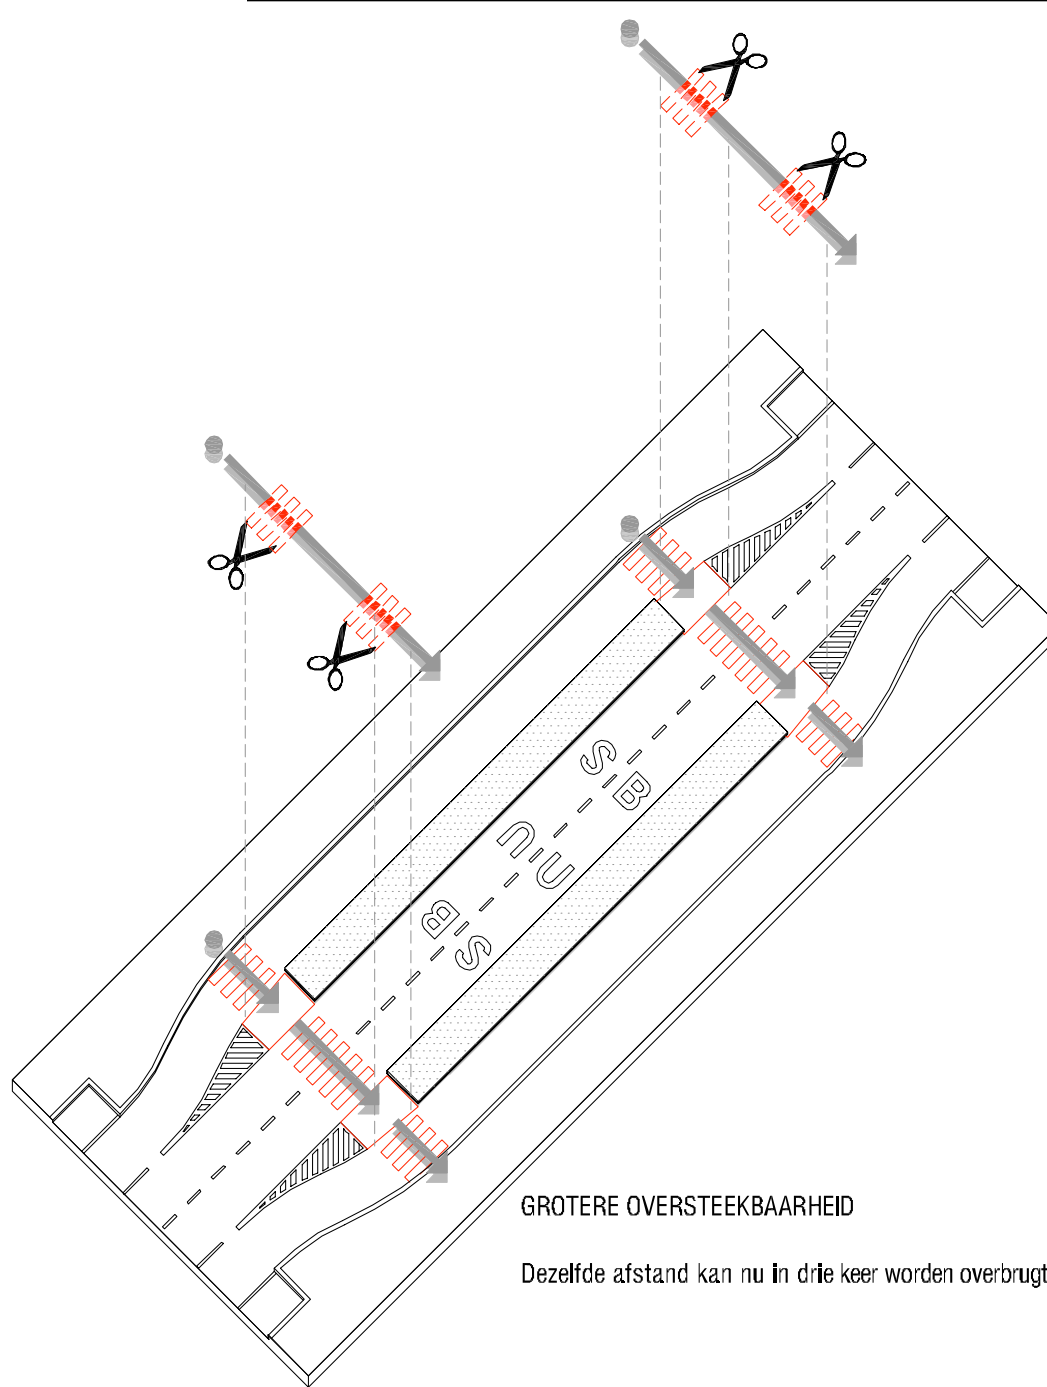 BUS
BUS
GROTERE OVERSTEEKBAARHEID
Dezelfde afstand kan nu in drie keer worden overbrugt